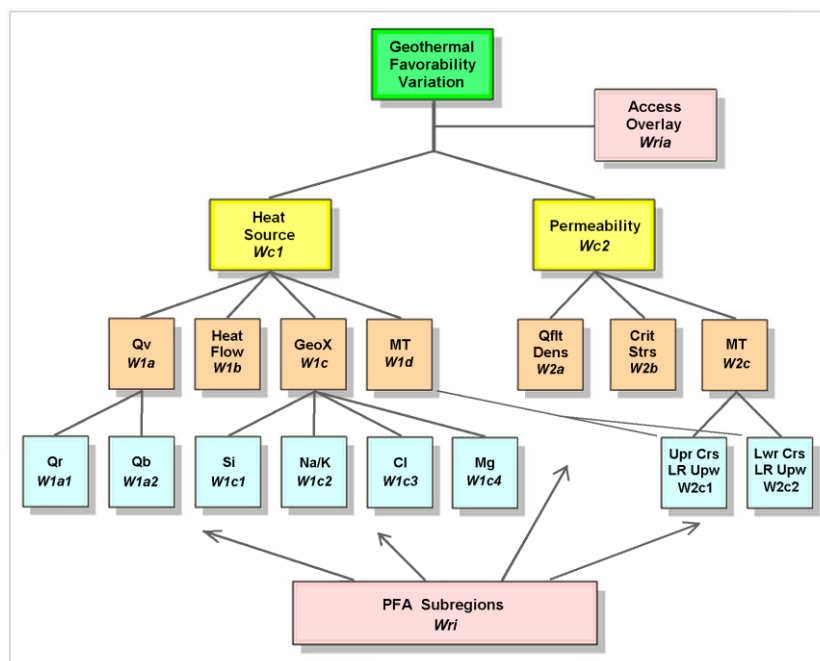 Geothermal
Favorability
Variation
Access
Overlay
Wria
Heat
Source
Wc1
Permeability
Wc2
Qv
W1a
Heat
Flow
W1b
GeoX
W1c
MT
W1d
Qflt
Dens
W2a
Crit
Strs
W2b
MT
W2c
Qr
W1a1
Qb
W1a2
Si
W1c1
Na/K
W1c2
Cl
W1c3
Mg
W1c4
Upr Crs
LR Upw
W2c1
Lwr Crs
LR Upw
W2c2
PFA Subregions
Wri